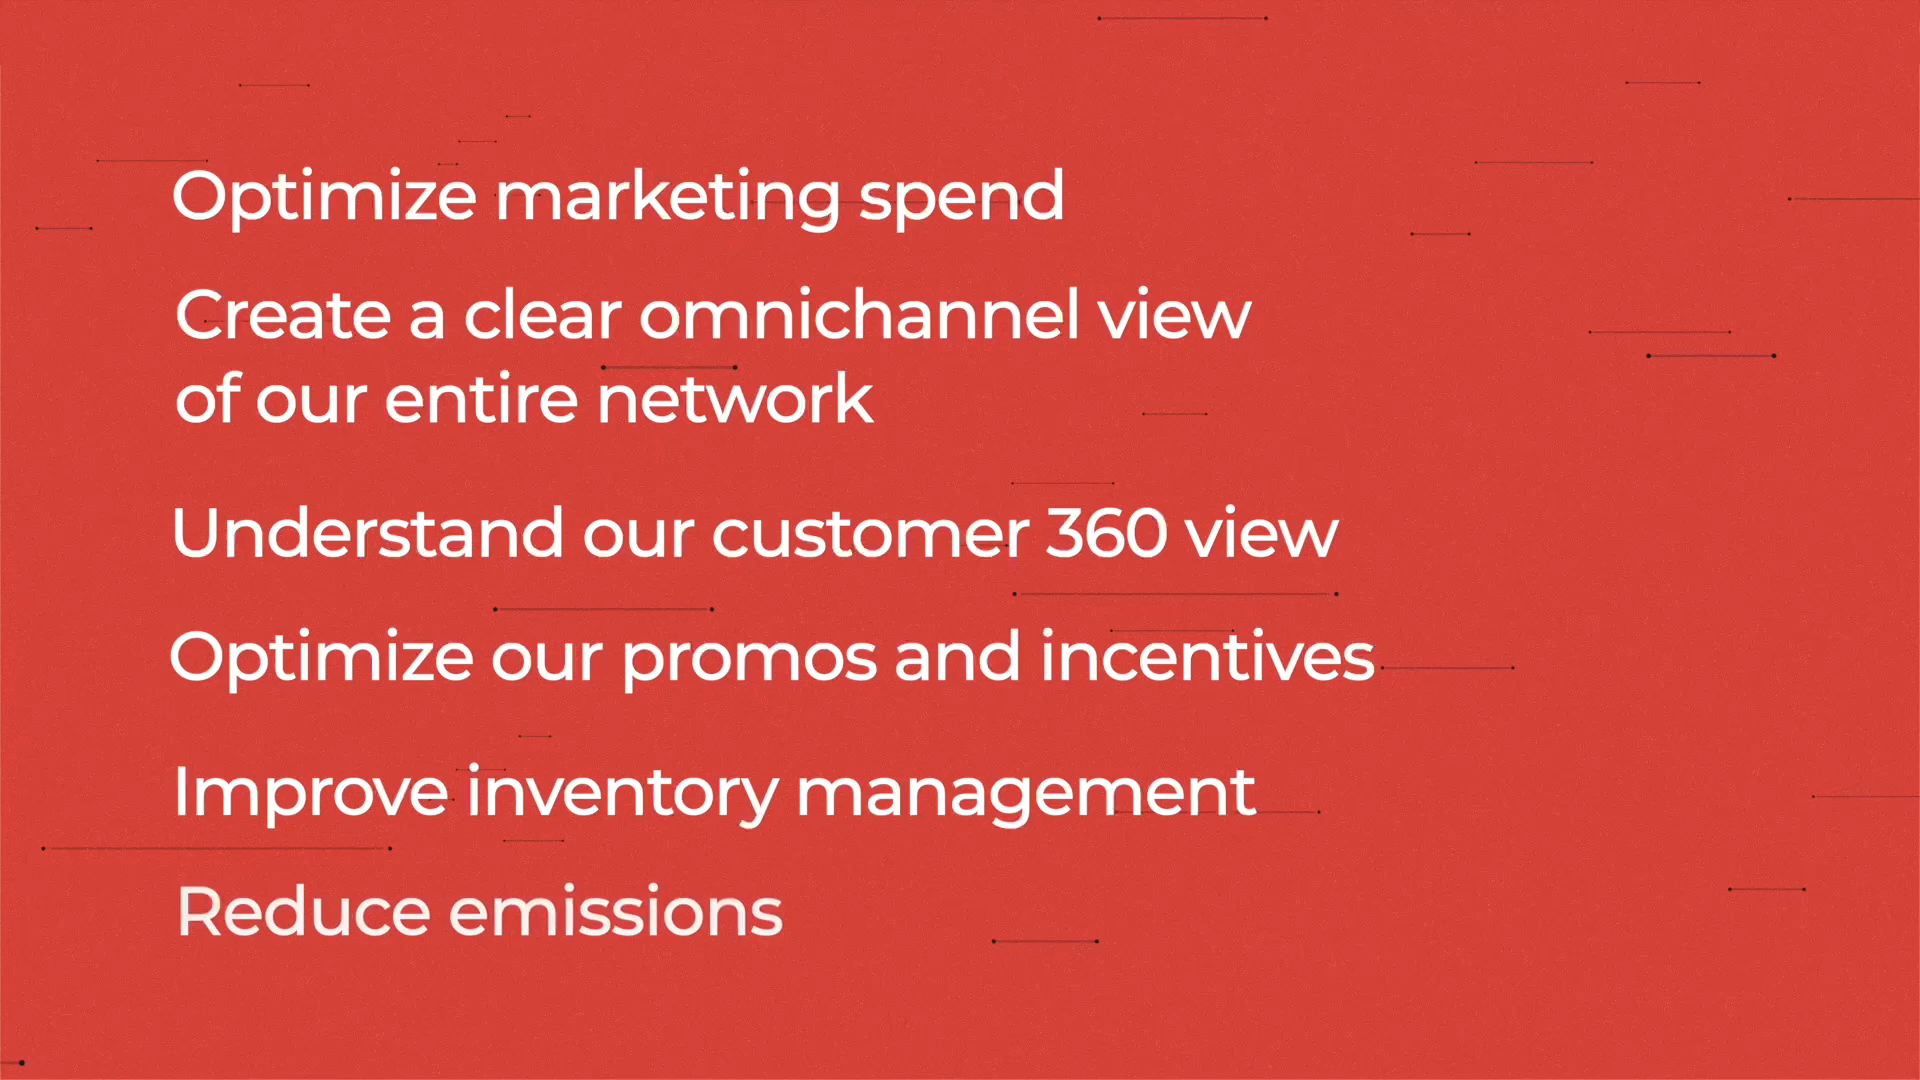 Optimize marketing spend
Create a clear omnichannel view
of our entire network
Understand our customer 360 view
Optimize our promos and incentives
Improve inventory management
Reduce emissions